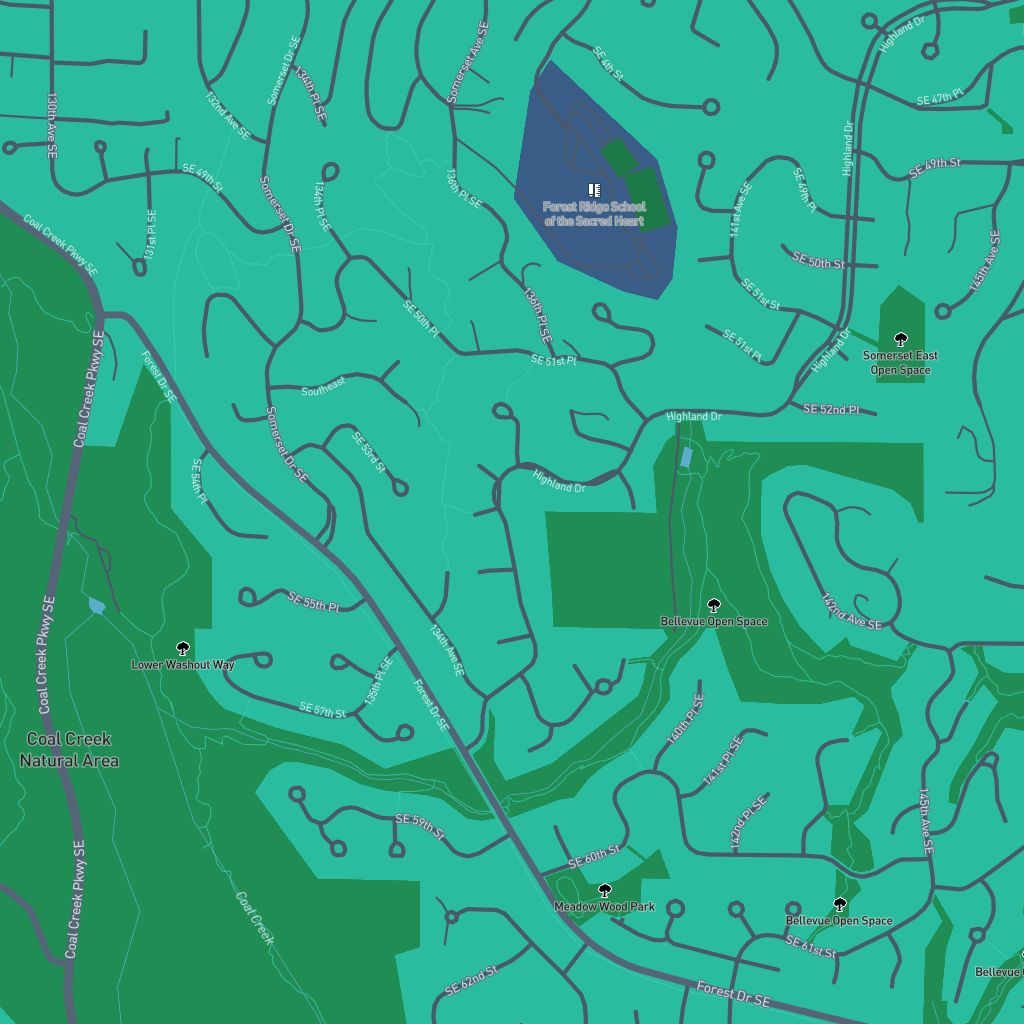 Highland Dr
SE 4th St
Somerset Ave SE
Somerset Dr SE
134th Pl SE
132nd Ave SE
130th Ave SE
SE 47th Pl
Highland Dr
SE 49th St
SE 49th St
SE 49th Pl
136th Pl SE
134th Pl SE
Somerset Dr SE
131st Pl SE
141st Ave SE
Forest Ridge School
of the Sacred Heart
Coal Creek Pkwy SE
SE 50th St
145th Ave SE
SE 51st St
136th Pl SE
SE 50th Pl
SE 51st Pl
SE 51st Pl
Highland Dr
Somerset East
Open Space
Forest Dr SE
Coal Creek Pkwy SE
Southeast
Highland Dr
SE 52nd Pl
Somerset Dr SE
SE 53rd St
SE 54th Pl
Highland Dr
SE 55th Pl
142nd Ave SE
Bellevue Open Space
Coal Creek Pkwy SE
134th Ave SE
Lower Washout Way
135th Pl SE
Forest Dr SE
SE 57th St
140th Pl SE
Coal Creek
Natural Area
141st Pl SE
142nd Pl SE
145th Ave SE
SE 59th St
SE 60th St
Coal Creek Pkwy SE
Meadow Wood Park
Bellevue Open Space
Coal Creek
SE 61st St
SE 62nd St
Forest Dr SE
Bellevue